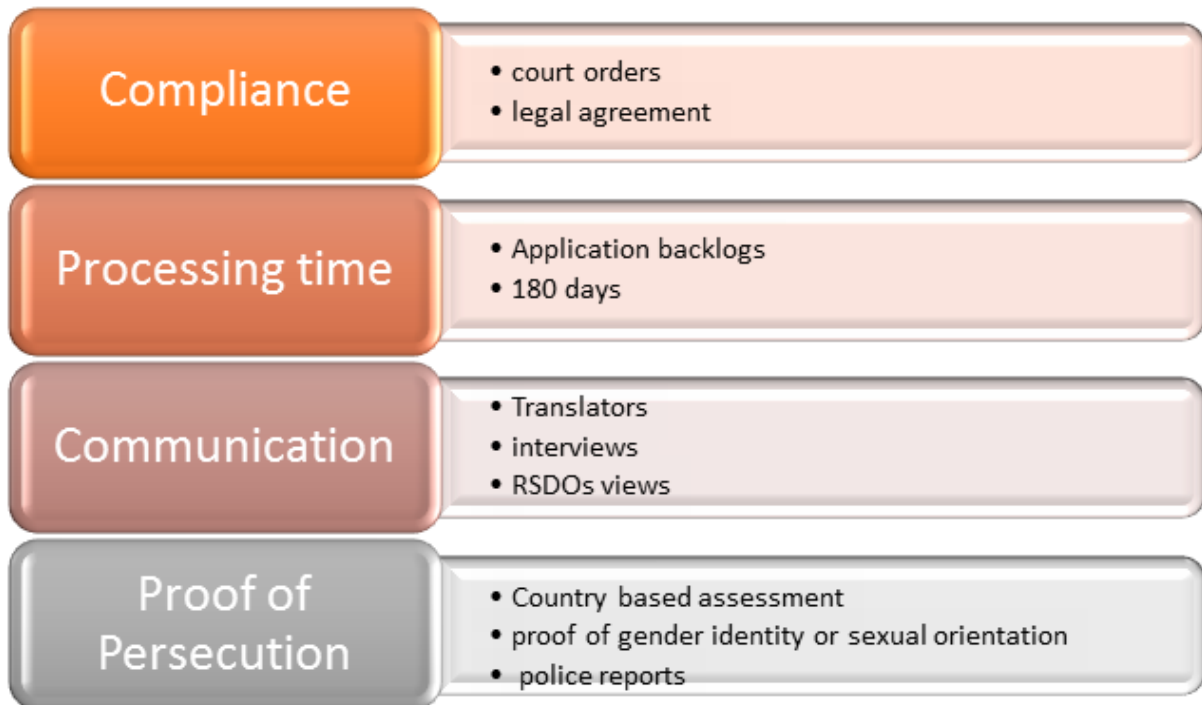 Compliance
• court orders
• legal agreement
Processing time
• Application backlogs
• 180 days
Communication
• Translators
• interviews
• RSDOs views
Proof of
Persecution
• Country based assessment
• proof of gender identity or sexual orientation
• police reports